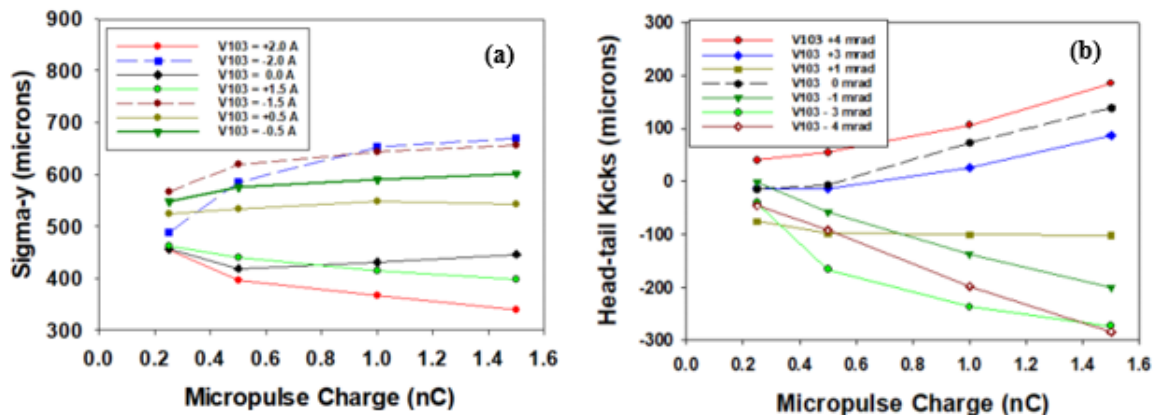 900
800
700
600
500
400
300
Sigma-y (microns)
V103 = +2.0 A
V103 = -2.0 A
V103 = 0.0 A
V103 = +1.5 A
V103 = -1.5 A
V103 = +0.5 A
V103 = -0.5 A
(a)
0.0 0.2 0.4 0.6 0.8 1.0 1.2 1.4 1.6
Micropulse Charge (nC)
300
200
100
0
-100
-200
-300
Head-tail Kicks (microns)
V103 +4 mrad
V103 +3 mrad
V103 +1 mrad
V103 0 mrad
V103 -1 mrad
V103 - 3 mrad
V103 - 4 mrad
(b)
0.0 0.2 0.4 0.6 0.8 1.0 1.2 1.4 1.6
Micropulse Charge (nC)